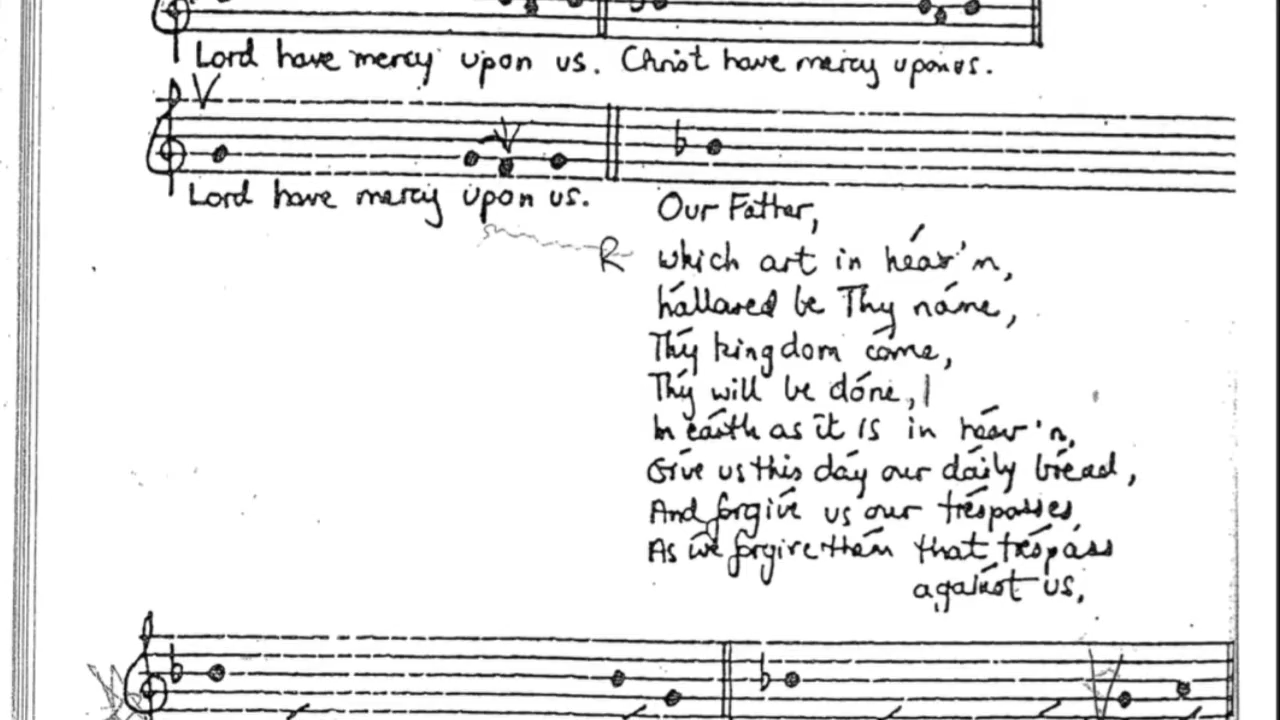 Lord have mercy upon us. Christ have mercy upon us.
Lord have mercy upon us.
Our Father,
R which art in heav'n,
hallowed be Thy name,
Thy kingdom come,
Thy will be done,
In earth as it is in heav'n,
Give us this day our daily bread,
And forgive us our trespasses
As we forgive them that trespass
against us,